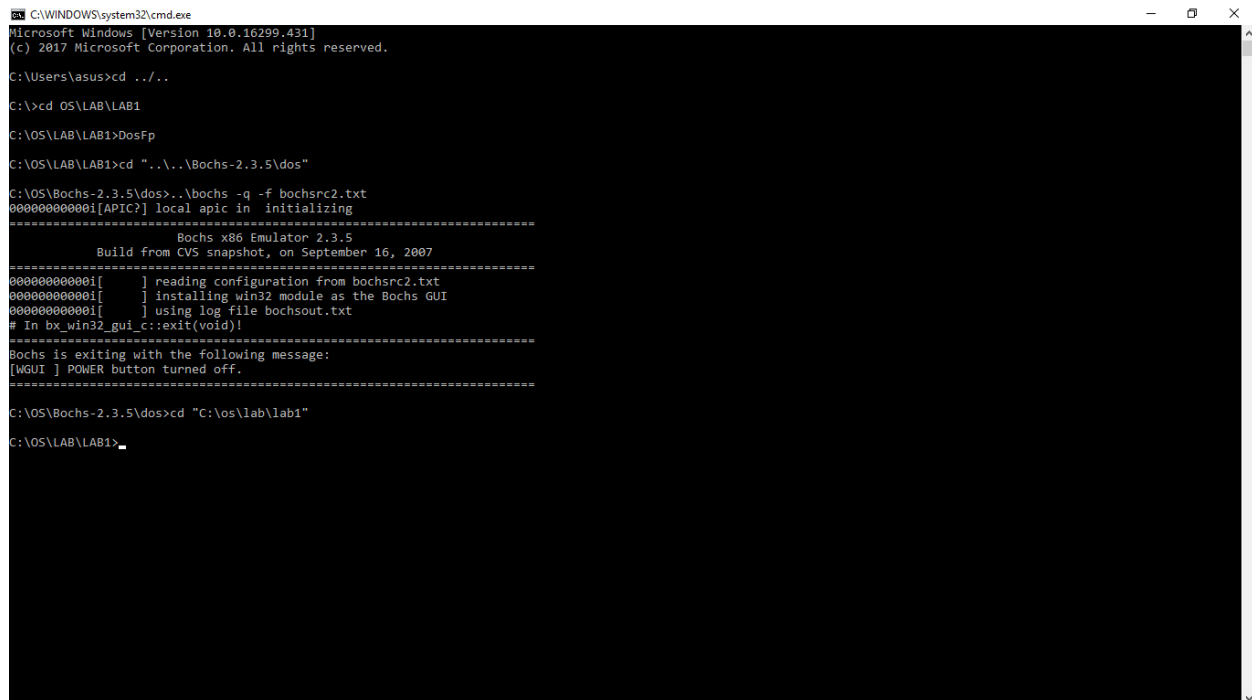 C:\WINDOWS\system32\cmd.exe
Microsoft Windows [Version 10.0.16299.431]
(c) 2017 Microsoft Corporation. All rights reserved.
C:\Users\asus>cd ../..
C:\>cd OS\LAB\LAB1
C:\OS\LAB\LAB1>DosFp
C:\OS\LAB\LAB1>cd "..\..\Bochs-2.3.5\dos"
C:\OS\Bochs-2.3.5\dos>..\bochs -q -f bochsrc2.txt
00000000000i[APIC?] local apic in  initializing
========================================================================
                       Bochs x86 Emulator 2.3.5
            Build from CVS snapshot, on September 16, 2007
========================================================================
00000000000i[     ] reading configuration from bochsrc2.txt
00000000000i[     ] installing win32 module as the Bochs GUI
00000000000i[     ] using log file bochsout.txt
# In bx_win32_gui_c::exit(void)!
========================================================================
Bochs is exiting with the following message:
[WGUI ] POWER button turned off.
========================================================================
C:\OS\Bochs-2.3.5\dos>cd "C:\os\lab\lab1"
C:\OS\LAB\LAB1>